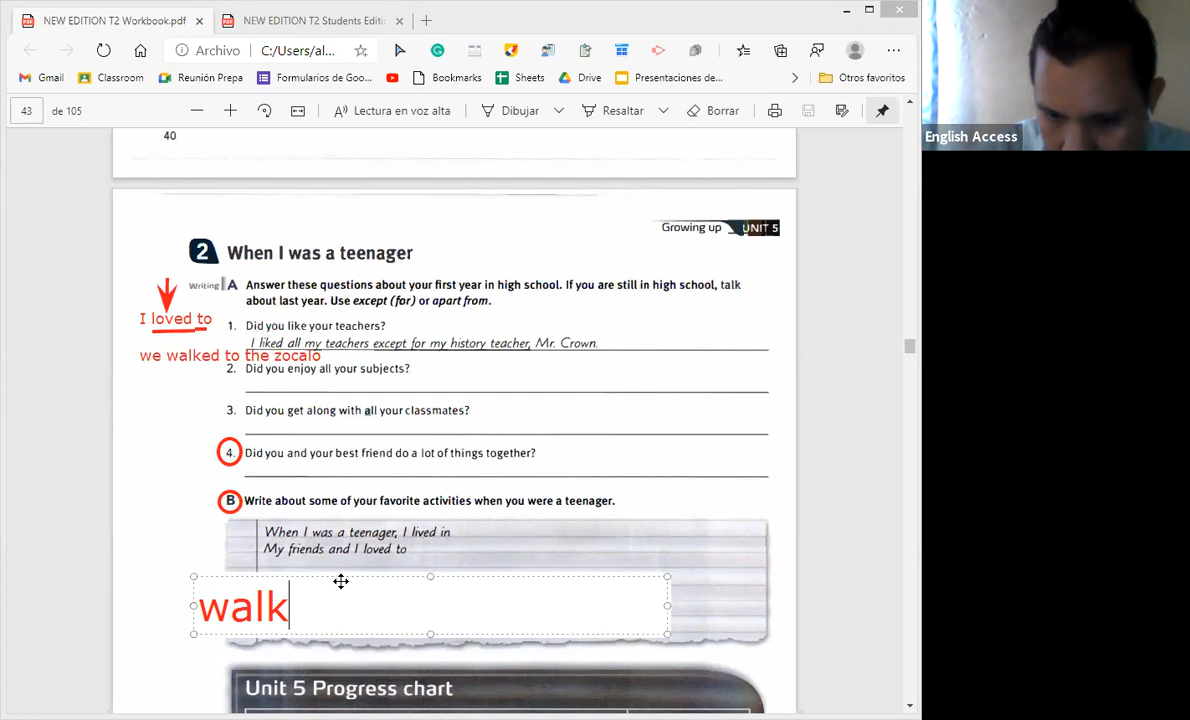 NEW EDITION T2 Workbook.pdf
NEW EDITION T2 Students Editi
Archivo
C:/Users/al...
Gmail
Classroom
Reunión Prepa
Formularios de Goo...
Bookmarks
Sheets
Drive
Presentaciones de...
Otros favoritos
43
de 105
Lectura en voz alta
Dibujar
Resaltar
Borrar
English Access
40
Growing up
UNIT 5
2 When I was a teenager
Writing A Answer these questions about your first year in high school. If you are still in high school, talk
about last year. Use except (for) or apart from.
I loved to
1. Did you like your teachers?
I liked all my teachers except for my history teacher, Mr. Crown.
we walked to the zocalo
2. Did you enjoy all your subjects?
3. Did you get along with all your classmates?
4. Did you and your best friend do a lot of things together?
B Write about some of your favorite activities when you were a teenager.
When I was a teenager, I lived in
My friends and I loved to
walk
Unit 5 Progress chart